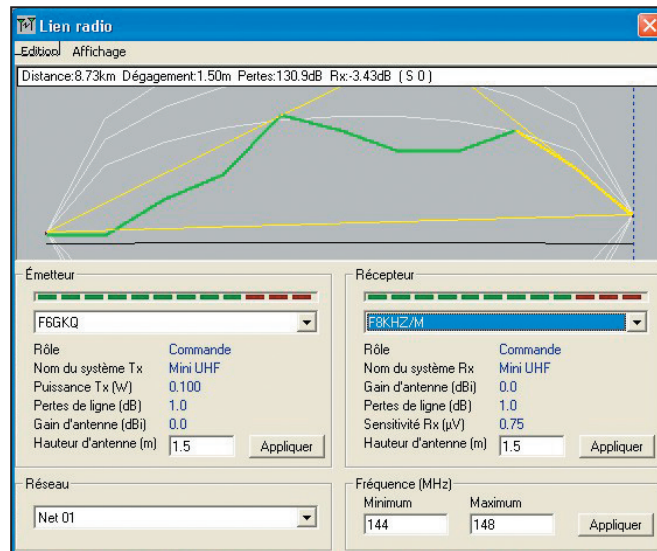 Lien radio
Edition Affichage
Distance:8.73km Dégagement:1.50m Pertes:130.9dB Rx:-3.43dB ( S 0 )
Émetteur
F6GKQ
Rôle Commande
Nom du système Tx Mini UHF
Puissance Tx (W) 0.100
Pertes de ligne (dB) 1.0
Gain d'antenne (dBi) 0.0
Hauteur d'antenne (m) 1.5 Appliquer
Récepteur
F8KHZ/M
Rôle Commande
Nom du système Rx Mini UHF
Gain d'antenne (dBi) 0.0
Pertes de ligne (dB) 1.0
Sensitivité Rx (µV) 0.75
Hauteur d'antenne (m) 1.5 Appliquer
Réseau
Net 01
Fréquence (MHz)
Minimum Maximum
144 148 Appliquer